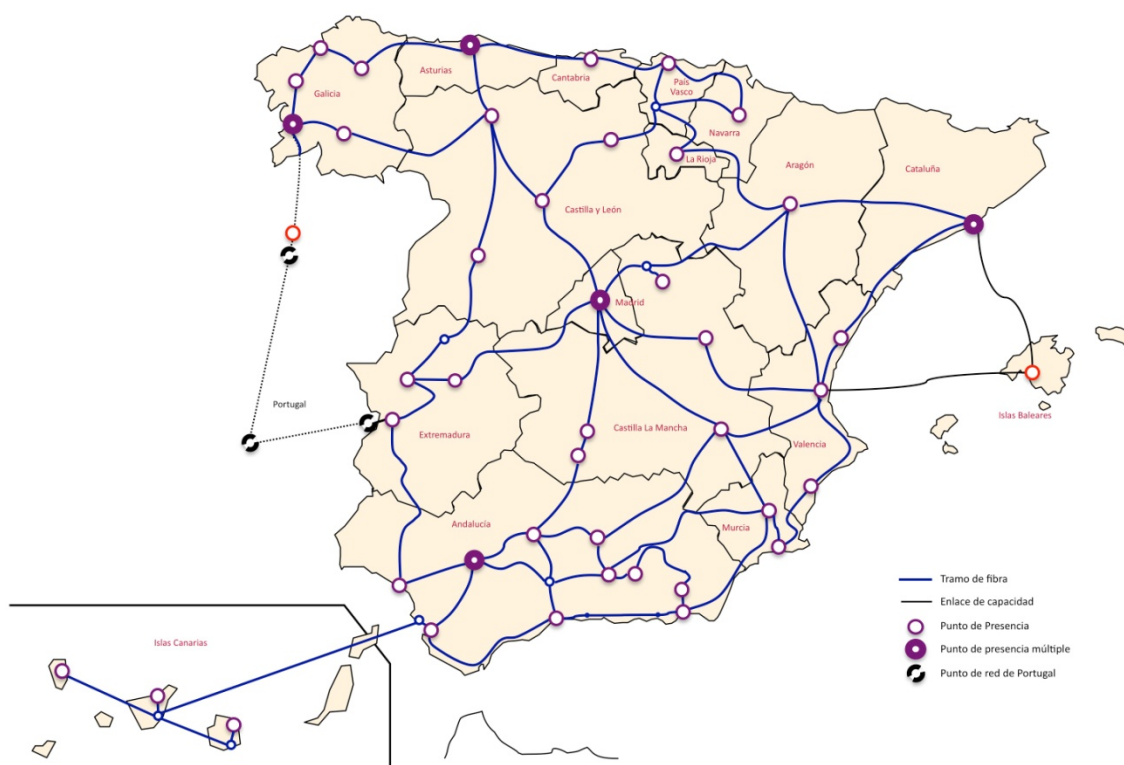 Asturias
Cantabria
País
Vasco
Galicia
Navarra
La Rioja
Aragón
Cataluña
Castilla y León
Madrid
Portugal
Islas Baleares
Extremadura
Castilla La Mancha
Valencia
Andalucía
Murcia
Islas Canarias
Tramo de fibra
Enlace de capacidad
Punto de Presencia
Punto de presencia múltiple
Punto de red de Portugal